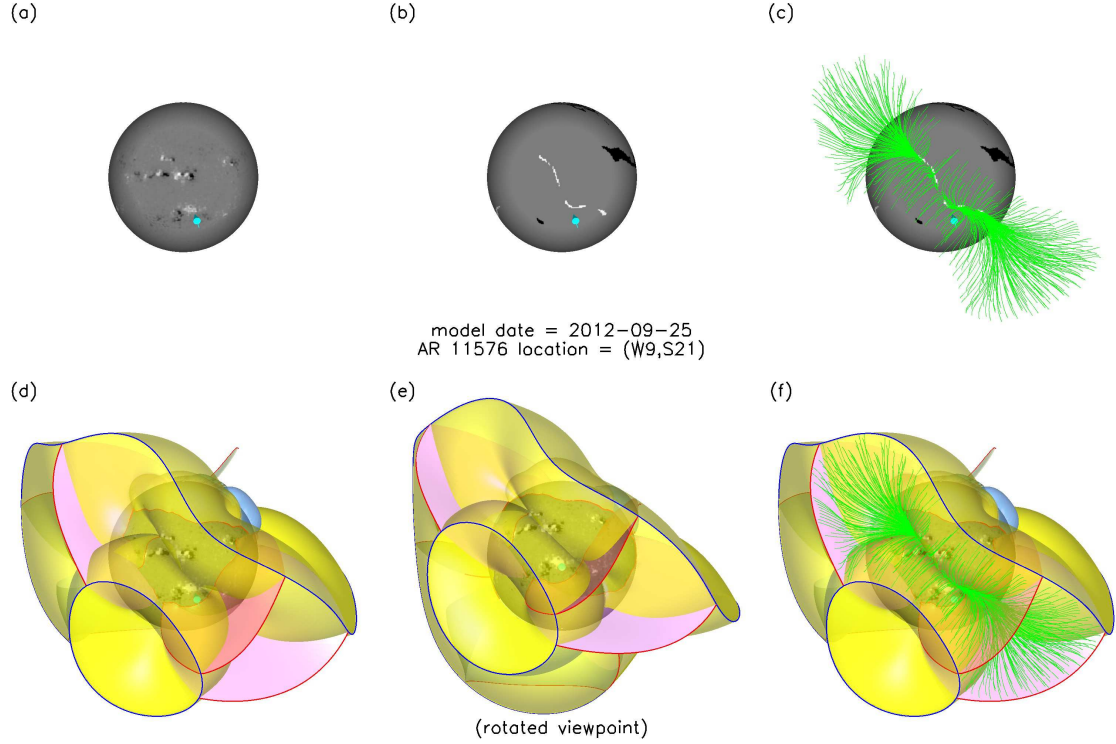 (a)
(b)
(c)
model date = 2012-09-25
AR 11576 location = (W9,S21)
(d)
(e)
(f)
(rotated viewpoint)